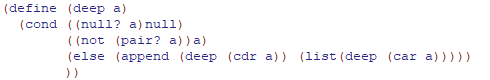 (define (deep a)
(cond ((null? a)null)
((not (pair? a))a)
(else (append (deep (cdr a)) (list(deep (car a)))))
))